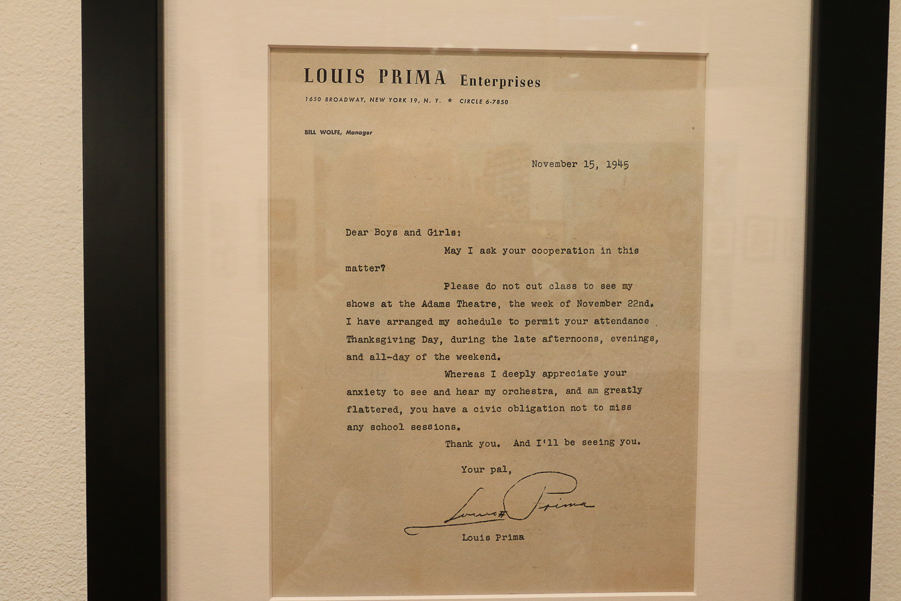 LOUIS PRIMA Enterprises
1650 BROADWAY, NEW YORK 19, N. Y. ★ CIRCLE 6-7850
BILL WOLFE, Manager
November 15, 1945
Dear Boys and Girls:
May I ask your cooperation in this
matter?
Please do not cut class to see my
shows at the Adams Theatre, the week of November 22nd.
I have arranged my schedule to permit your attendance
Thanksgiving Day, during the late afternoons, evenings,
and all-day of the weekend.
Whereas I deeply appreciate your
anxiety to see and hear my orchestra, and am greatly
flattered, you have a civic obligation not to miss
any school sessions.
Thank you. And I'll be seeing you.
Your pal,
Louis Prima
Louis Prima